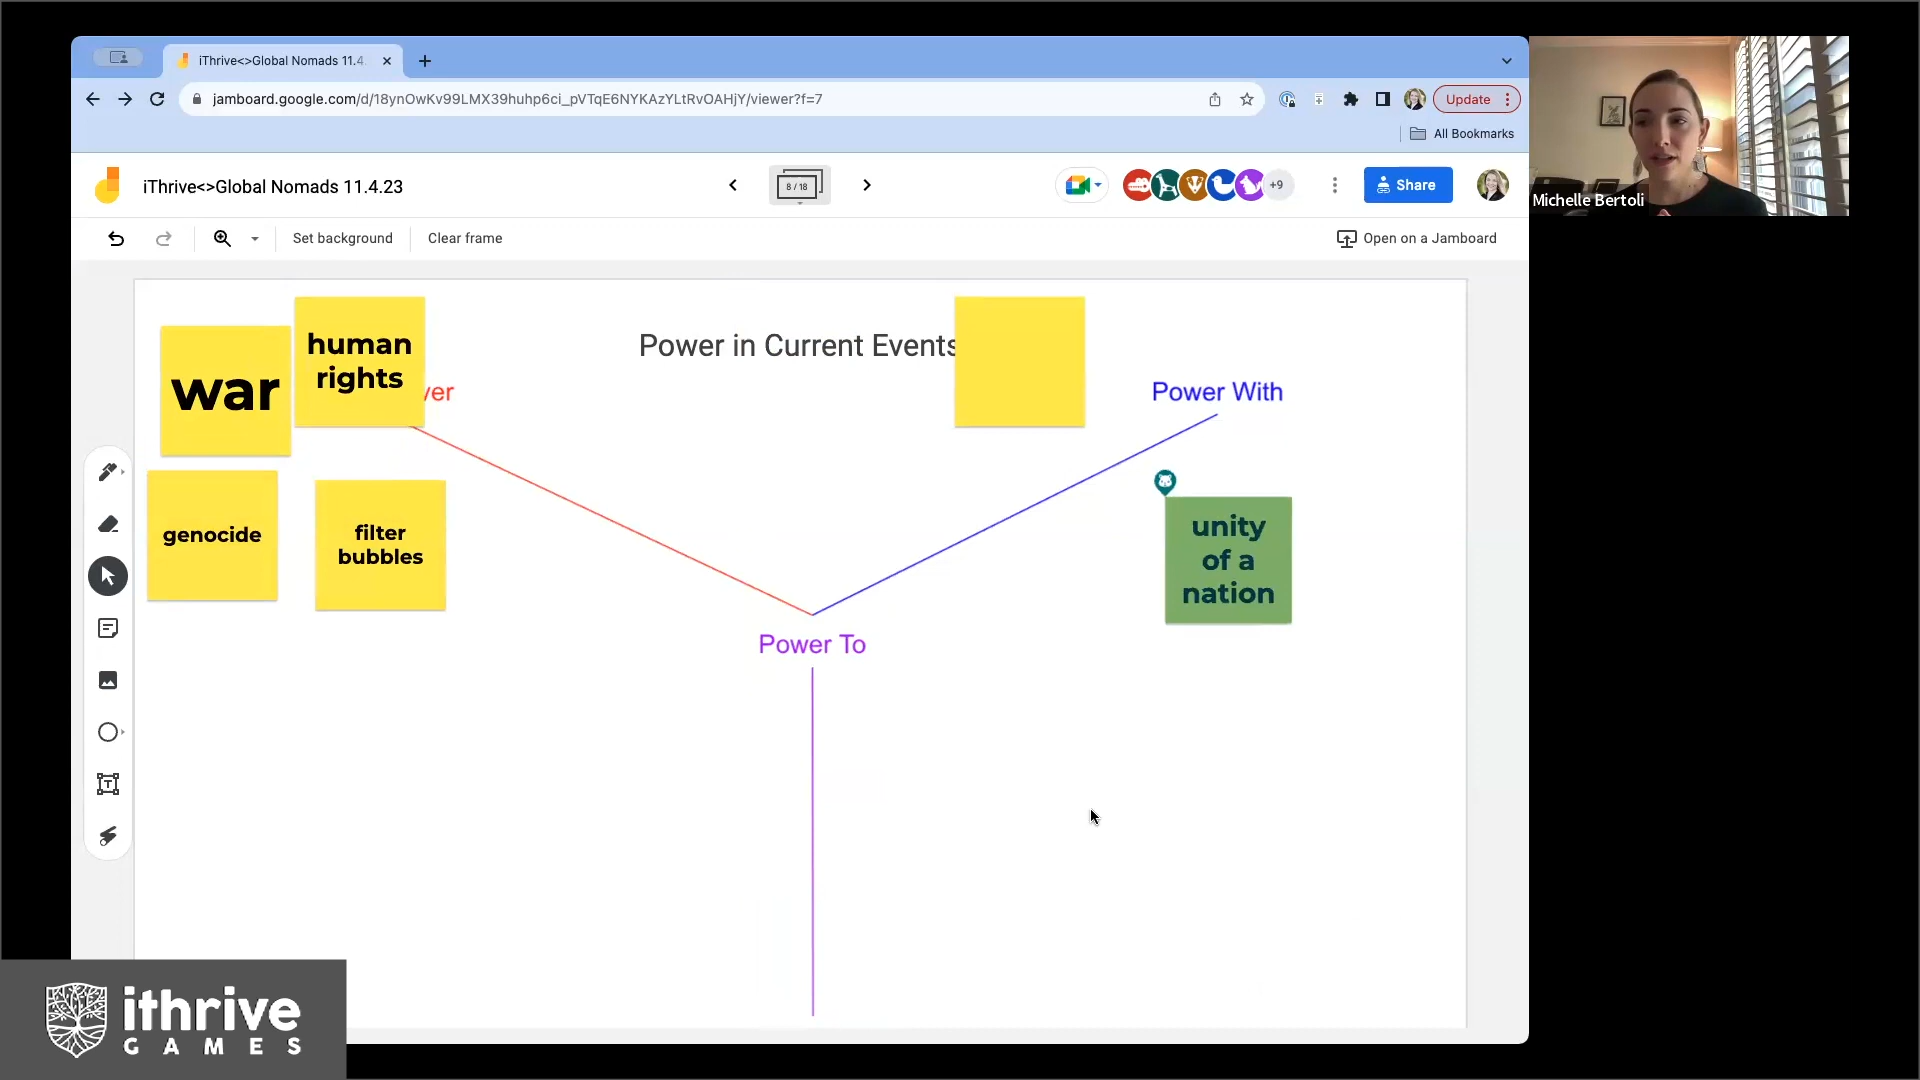 iThrive<>Global Nomads 11.4
jamboard.google.com/d/18ynOwKv99LMX39huhp6ci_pVTqE6NYKAzYLtRvOAHjY/viewer?f=7
Update
All Bookmarks
iThrive<>Global Nomads 11.4.23
8 / 18
+9
Share
Set background
Clear frame
Open on a Jamboard
Michelle Bertoli
Power in Current Events
war
human
rights
ver
Power With
genocide
filter
bubbles
unity
of a
nation
Power To
ithrive
GAMES